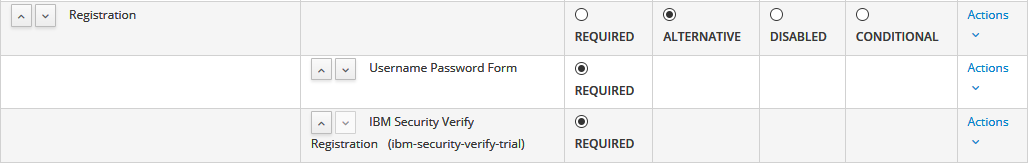 Registration
REQUIRED
ALTERNATIVE
DISABLED
CONDITIONAL
Actions
Username Password Form
REQUIRED
Actions
IBM Security Verify
Registration (ibm-security-verify-trial)
REQUIRED
Actions